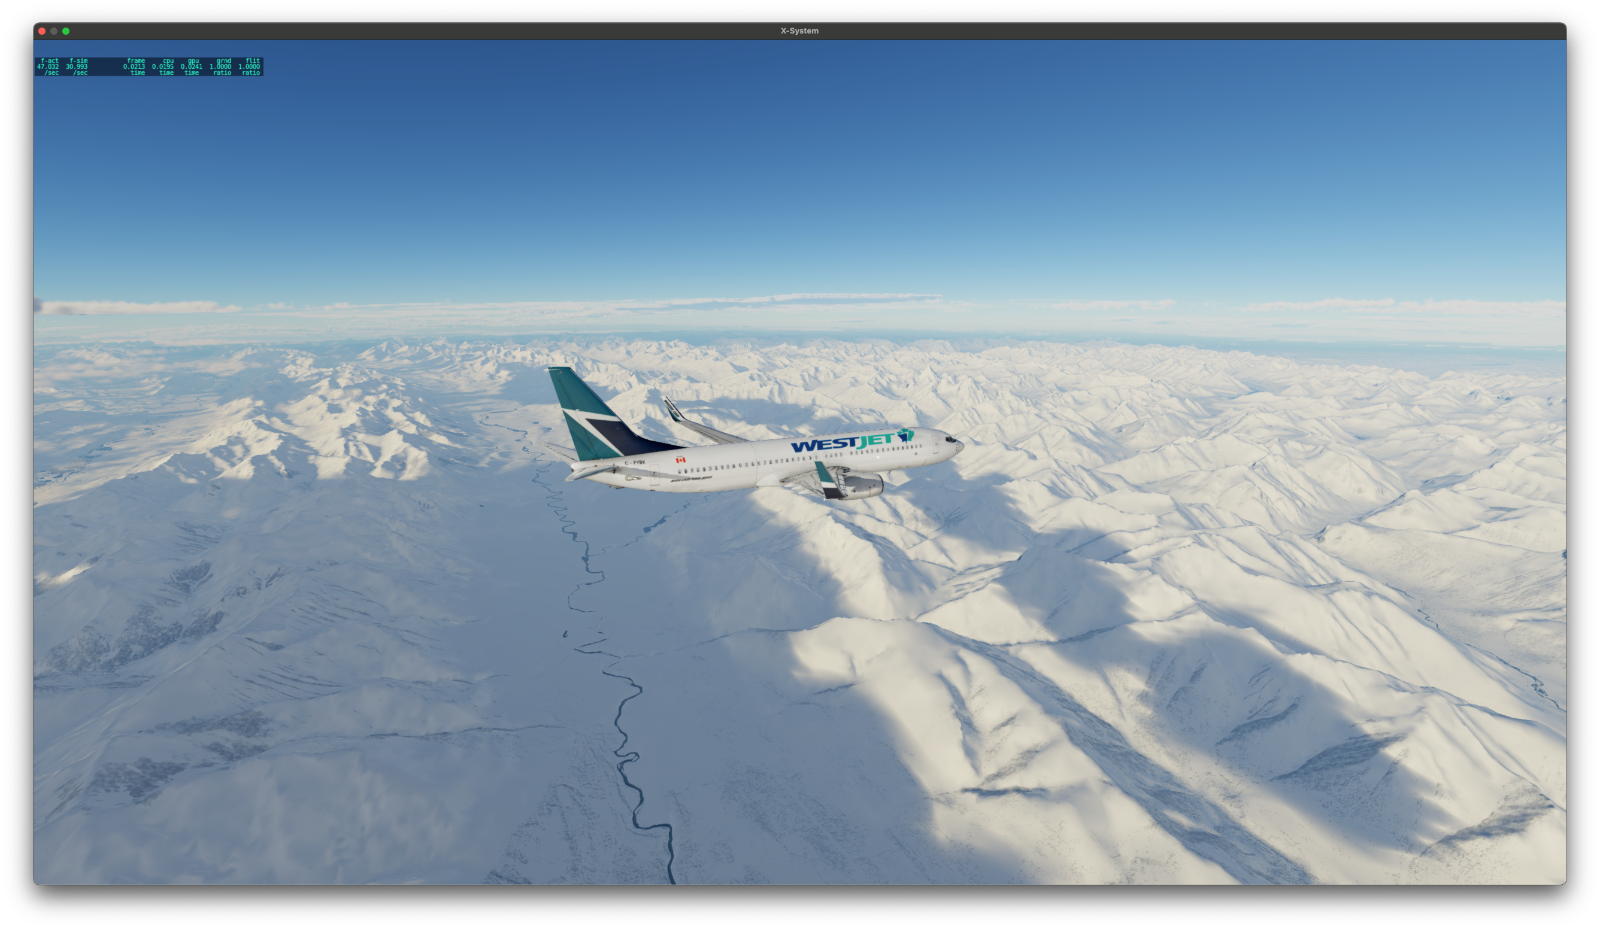 X-System
f-act f-sim frame cpu gpu grnd flit
47.032 30.993 0.0213 0.0195 0.0241 1.0000 1.0000
/sec /sec time time time ratio ratio
WESTJET